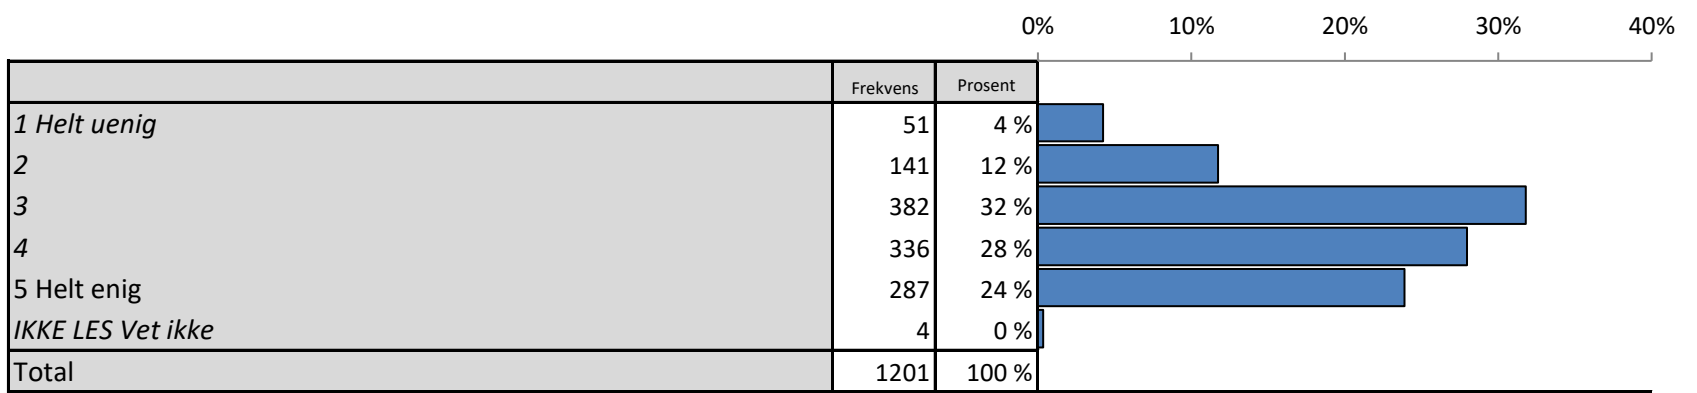 0% 10% 20% 30% 40%
Frekvens Prosent
1 Helt uenig 51 4 %
2 141 12 %
3 382 32 %
4 336 28 %
5 Helt enig 287 24 %
IKKE LES Vet ikke 4 0 %
Total 1201 100 %